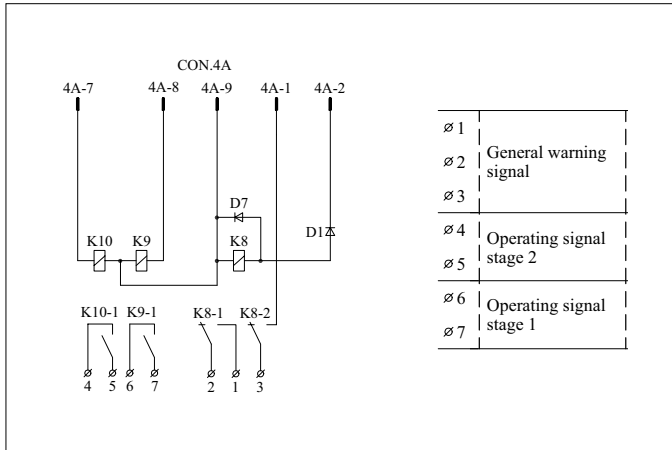 CON.4A
4A-7 4A-8 4A-9 4A-1 4A-2
D7
D1
K10 K9 K8
K10-1 K9-1 K8-1 K8-2
4 5 6 7 2 1 3
1
2
3
General warning
signal
4
5
Operating signal
stage 2
6
7
Operating signal
stage 1